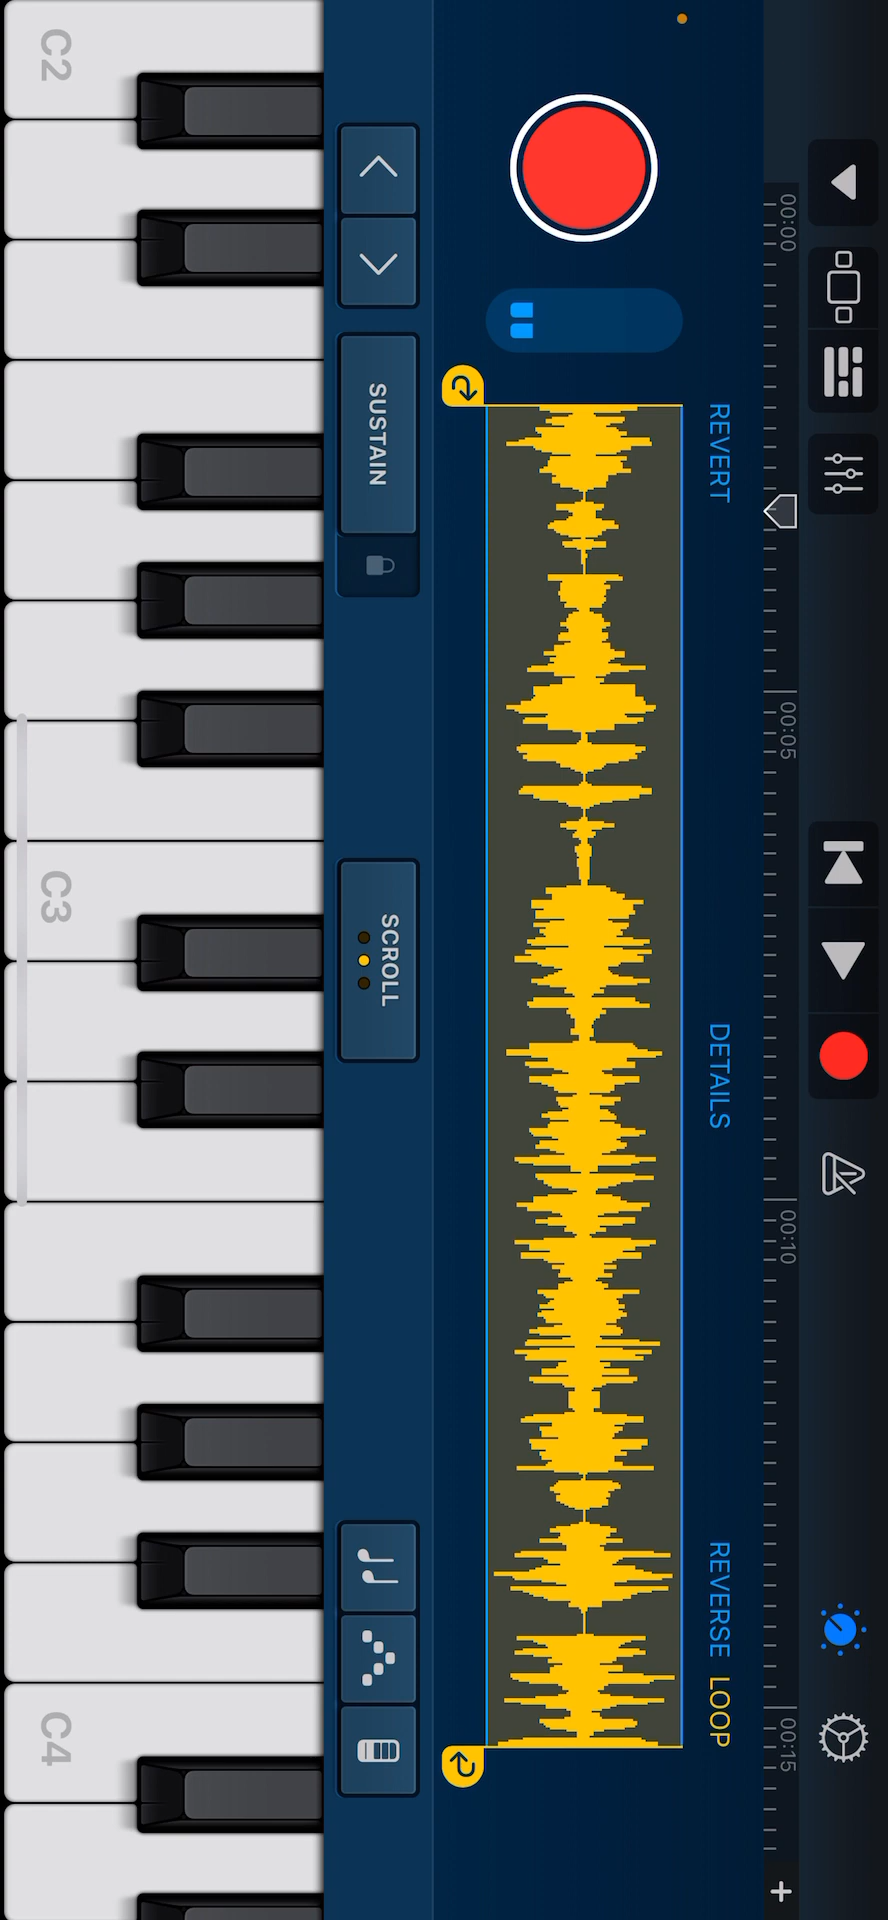 00:00
00:05
00:10
00:15
REVERT
DETAILS
REVERSE
LOOP
SUSTAIN
SCROLL
C2
C3
C4